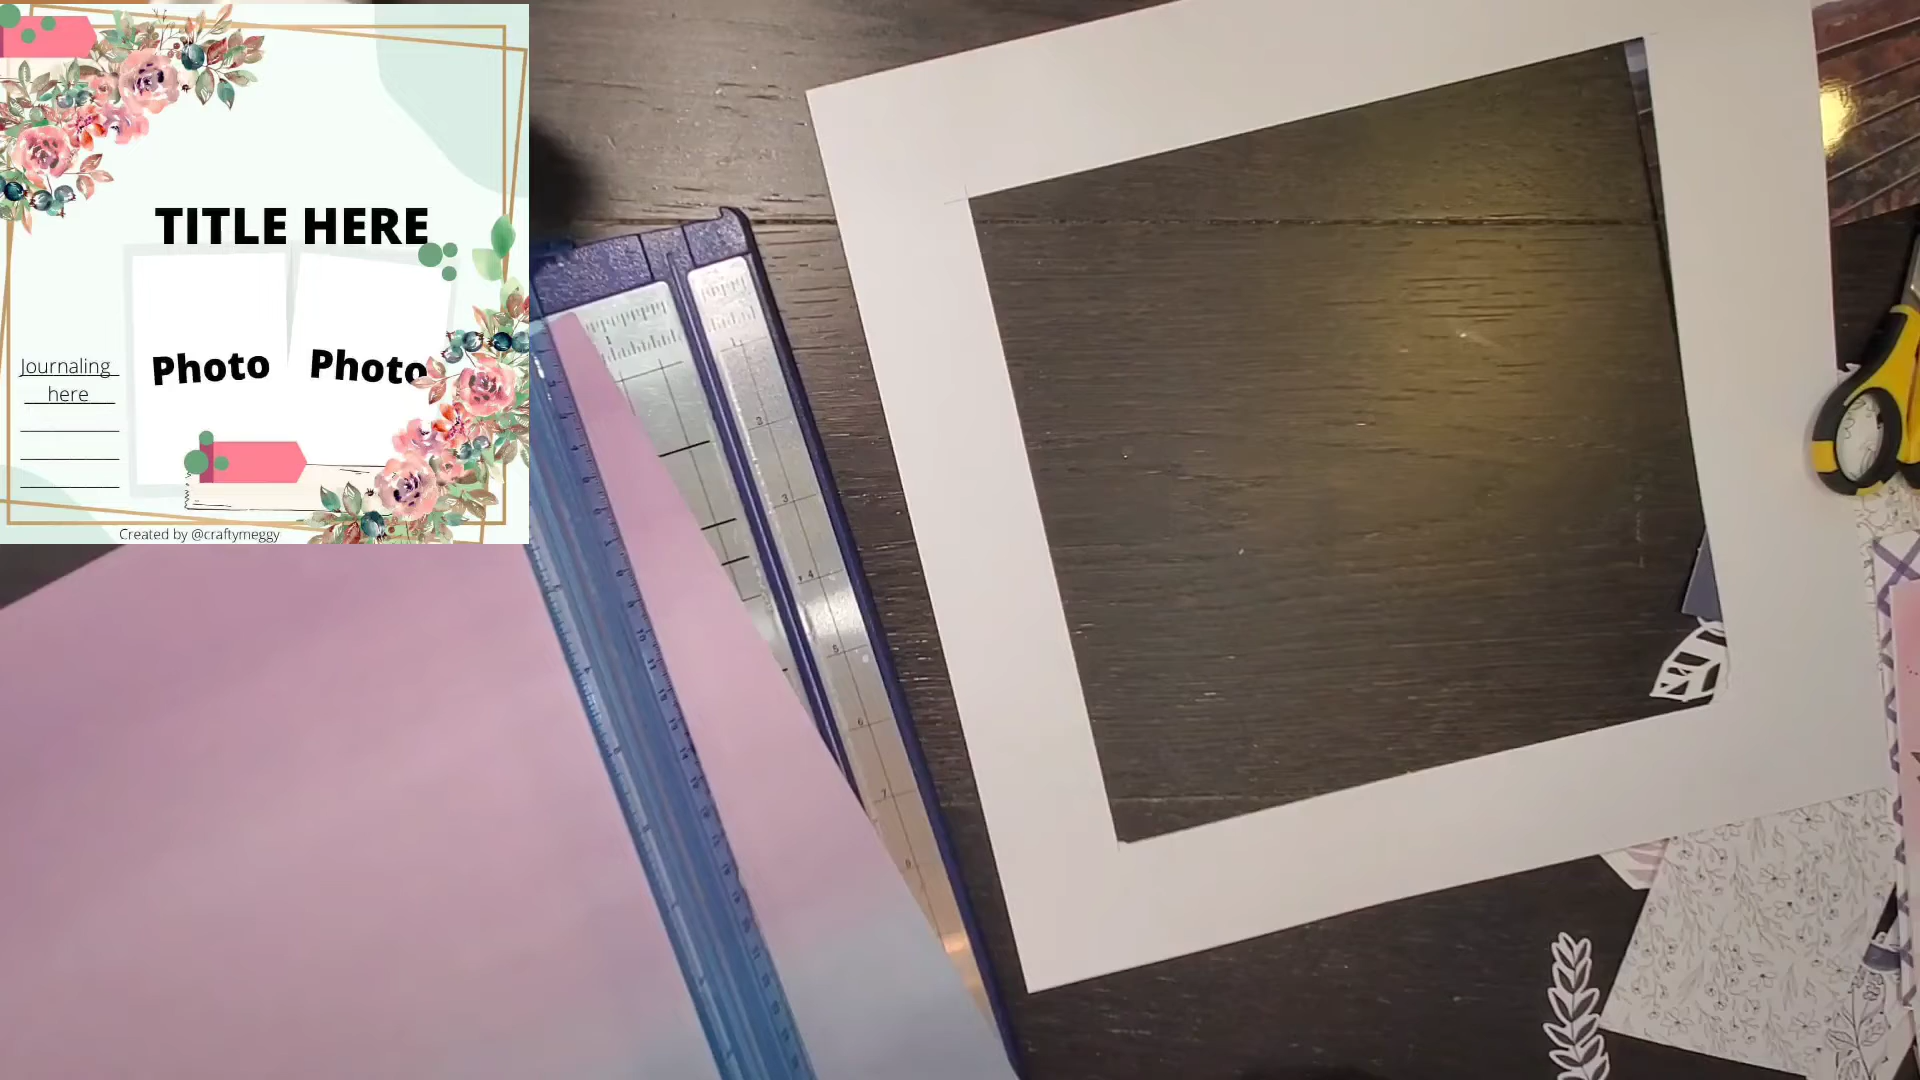 TITLE HERE
Photo
Photo
Journaling
here
Created by @craftymeggy